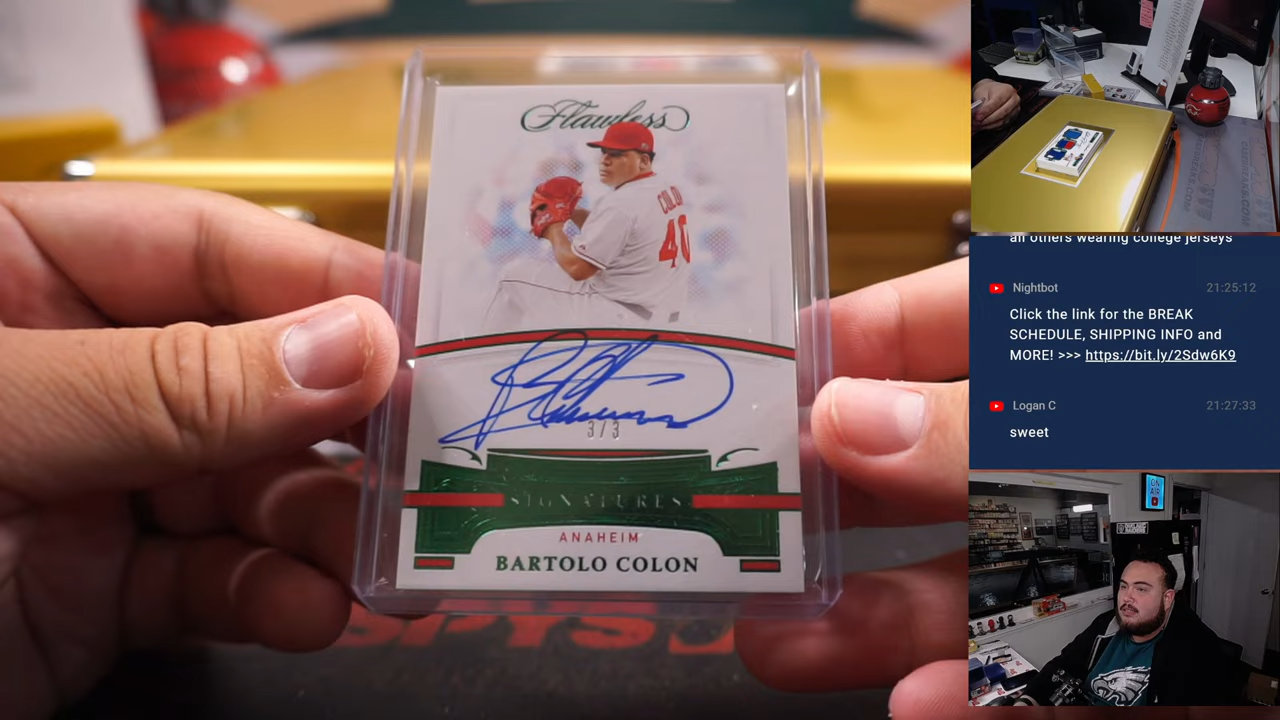 Flawless
COLON
40
3/3
SIGNATURES
ANAHEIM
BARTOLO COLON
all others wearing college jerseys
Nightbot
21:25:12
Click the link for the BREAK
SCHEDULE, SHIPPING INFO and
MORE! >>> https://bit.ly/2Sdw6K9
Logan C
21:27:33
sweet
ON
AIR